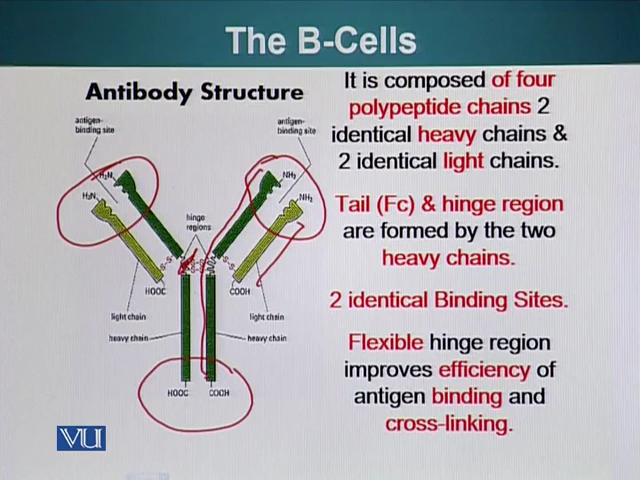 The B-Cells
Antibody Structure
antigen-
binding site
antigen-
binding site
H₂N
H₂N
NH₂
NH₂
hinge
regions
S-S
S-S
HOOC
COOH
light chain
light chain
heavy chain
heavy chain
HOOC
COOH
It is composed of four
polypeptide chains 2
identical heavy chains &
2 identical light chains.
Tail (Fc) & hinge region
are formed by the two
heavy chains.
2 identical Binding Sites.
Flexible hinge region
improves efficiency of
antigen binding and
cross-linking.
VU